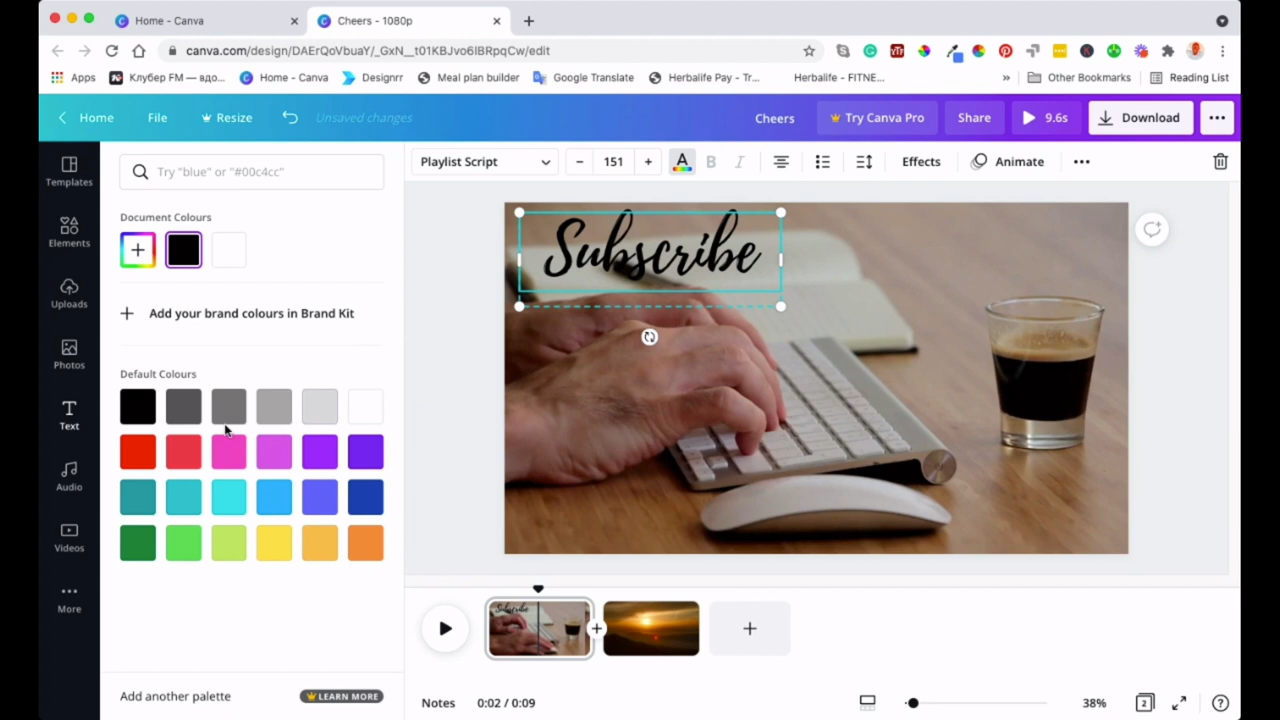 Home - Canva
Cheers - 1080p
canva.com/design/DAErQoVbuaY/_GxN__t01KBJvo6lBRpqCw/edit
Apps
Клубер FM — вдо...
Home - Canva
Designrr
Meal plan builder
Google Translate
Herbalife Pay - Tr...
Herbalife - FITNE...
»
Other Bookmarks
Reading List
Home
File
Resize
Unsaved changes
Cheers
Try Canva Pro
Share
9.6s
Download
Templates
Elements
Uploads
Photos
Text
Audio
Videos
More
Try "blue" or "#00c4cc"
Document Colours
Add your brand colours in Brand Kit
Default Colours
Add another palette
LEARN MORE
Playlist Script
– 151 +
A B I
Effects
Animate
Subscribe
Subscribe
Notes
0:02 / 0:09
38%
2